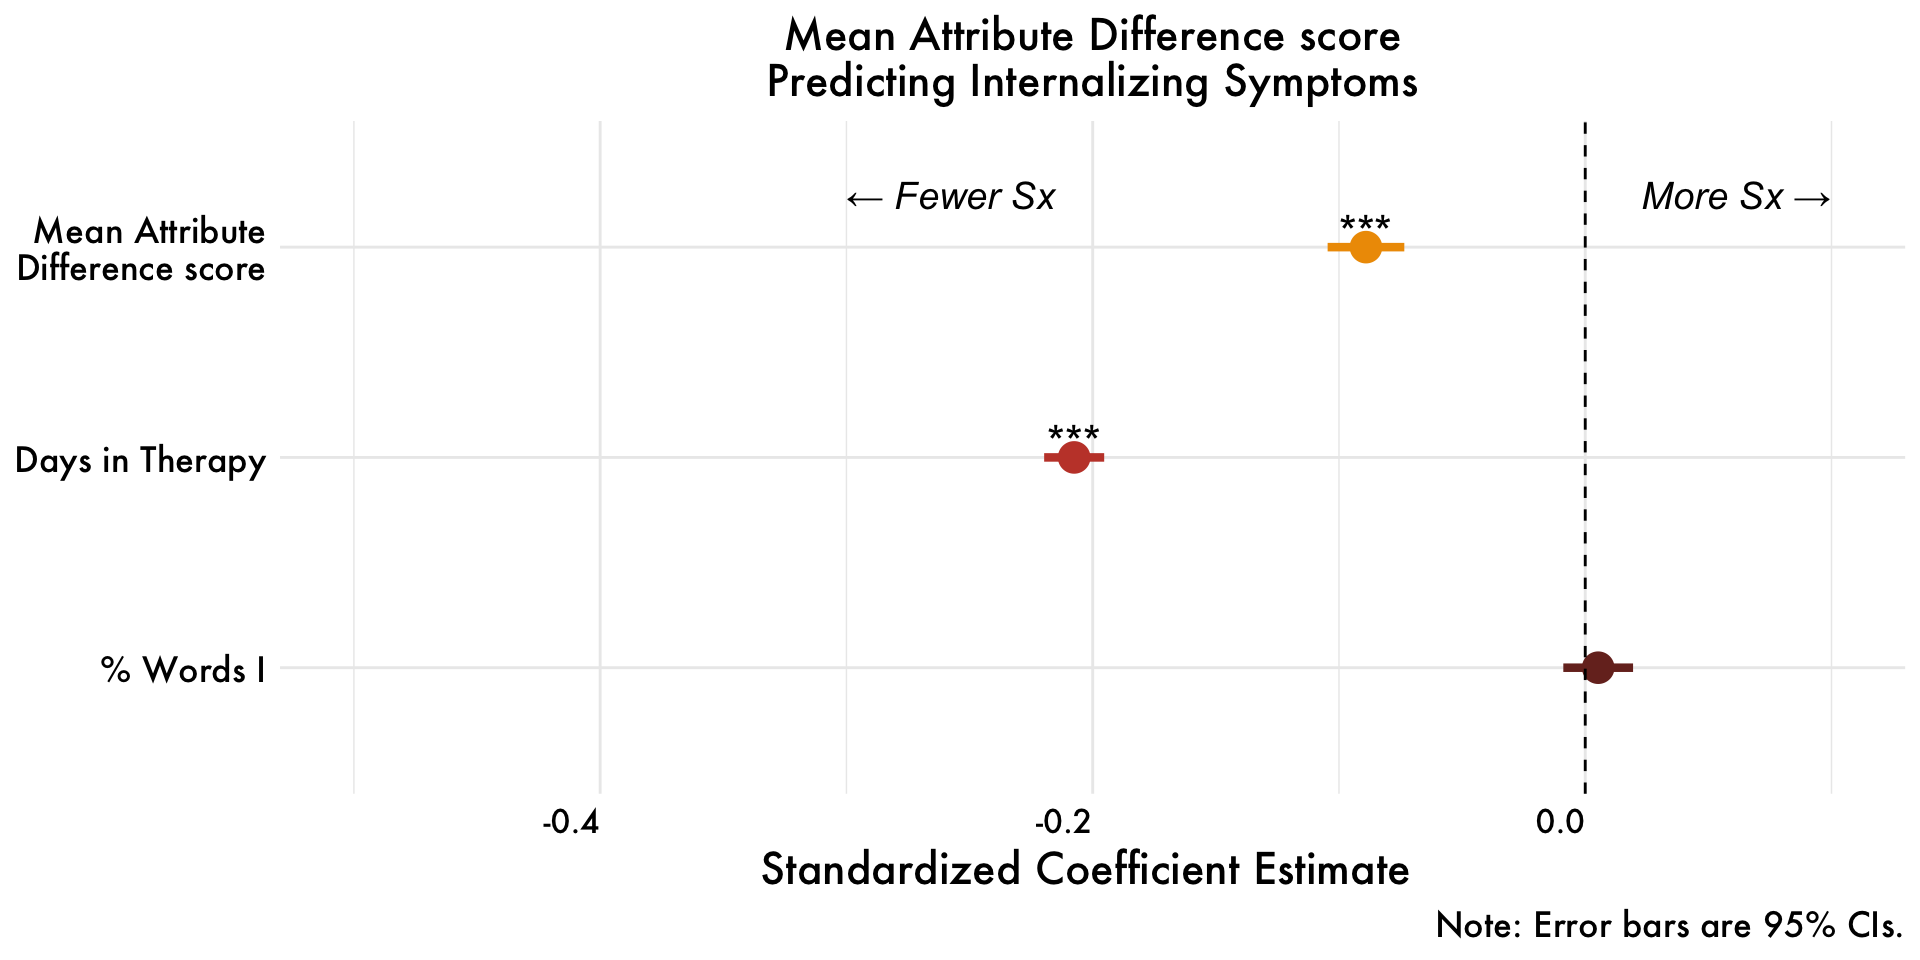 Mean Attribute Difference score
Predicting Internalizing Symptoms
← Fewer Sx
More Sx →
Mean Attribute
Difference score
***
Days in Therapy
***
% Words I
-0.4
-0.2
0.0
Standardized Coefficient Estimate
Note: Error bars are 95% CIs.